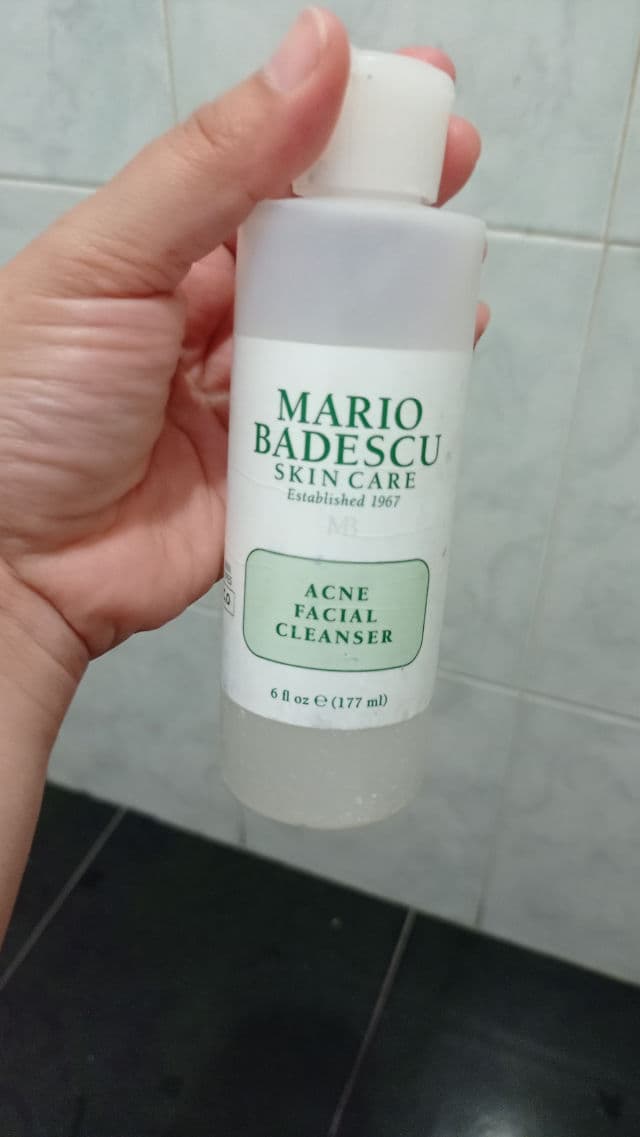 MARIO
BADESCU
SKIN CARE
Established 1967
MB
ACNE
FACIAL
CLEANSER
6 fl oz ℮ (177 ml)